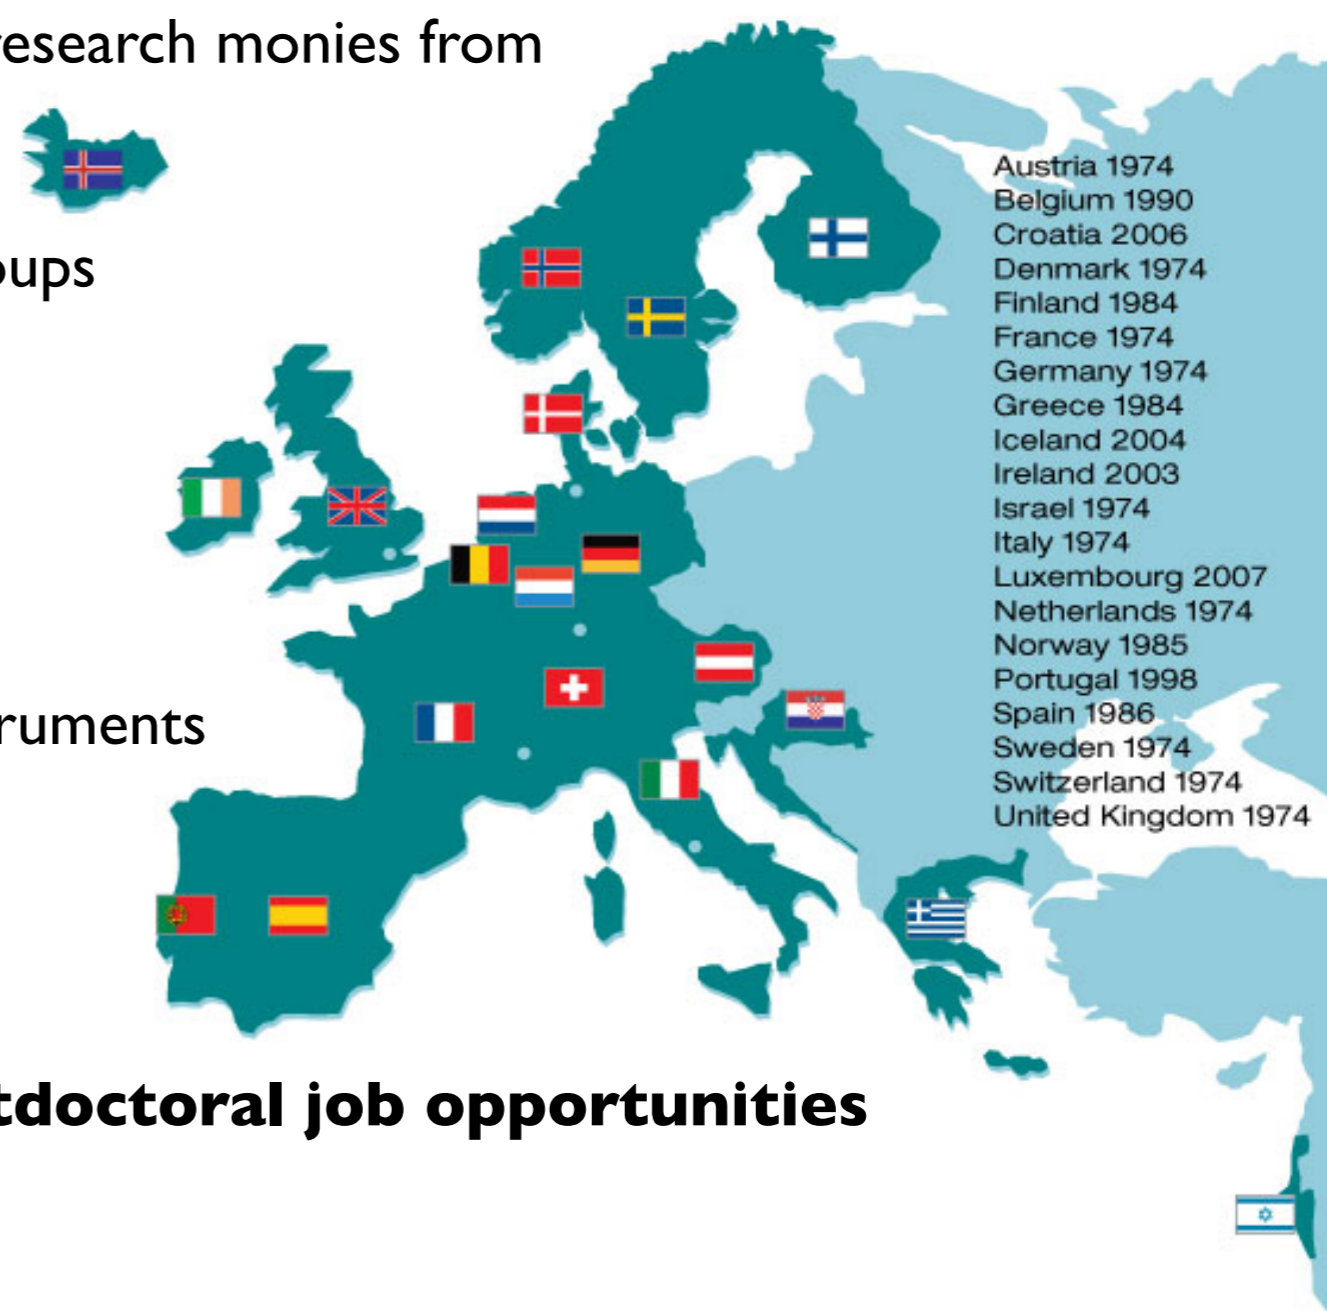 research monies from
oups
ruments
tdoctoral job opportunities
Austria 1974
Belgium 1990
Croatia 2006
Denmark 1974
Finland 1984
France 1974
Germany 1974
Greece 1984
Iceland 2004
Ireland 2003
Israel 1974
Italy 1974
Luxembourg 2007
Netherlands 1974
Norway 1985
Portugal 1998
Spain 1986
Sweden 1974
Switzerland 1974
United Kingdom 1974